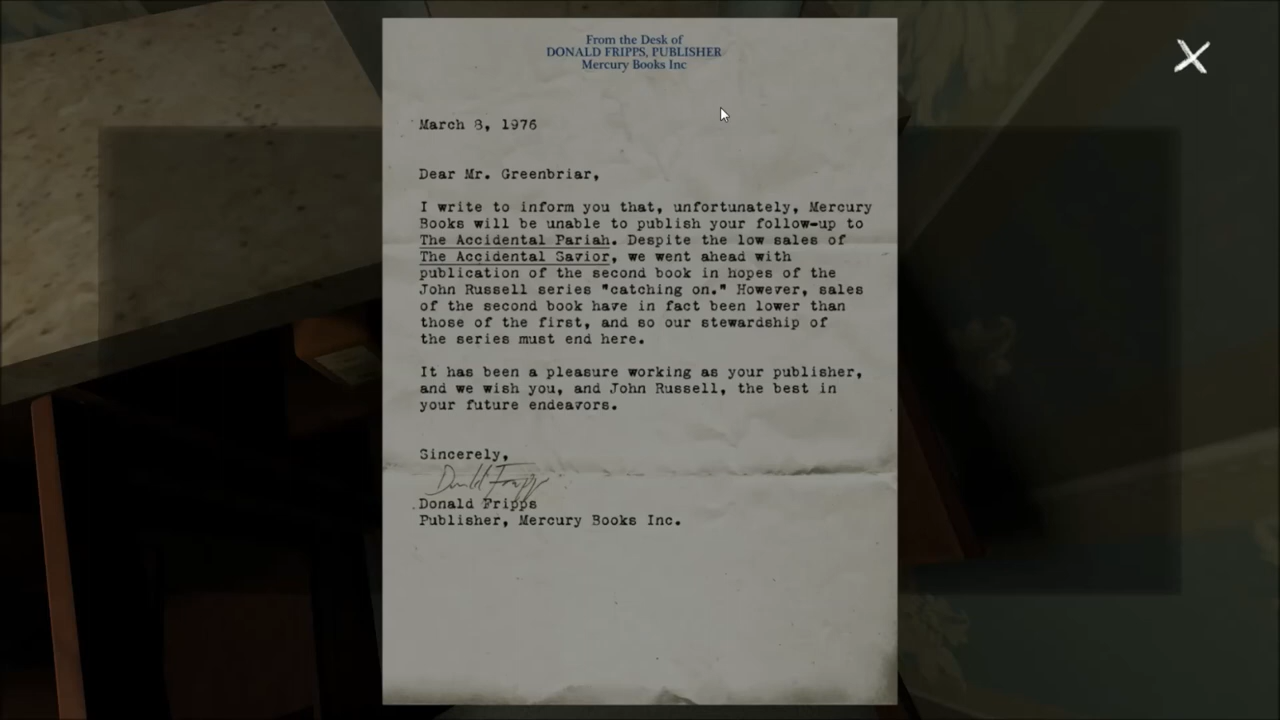 From the Desk of
DONALD FRIPPS, PUBLISHER
Mercury Books Inc
March 8, 1976
Dear Mr. Greenbriar,
I write to inform you that, unfortunately, Mercury
Books will be unable to publish your follow-up to
The Accidental Pariah. Despite the low sales of
The Accidental Savior, we went ahead with
publication of the second book in hopes of the
John Russell series "catching on." However, sales
of the second book have in fact been lower than
those of the first, and so our stewardship of
the series must end here.
It has been a pleasure working as your publisher,
and we wish you, and John Russell, the best in
your future endeavors.
Sincerely,
Donald Fripps
Donald Fripps
Publisher, Mercury Books Inc.